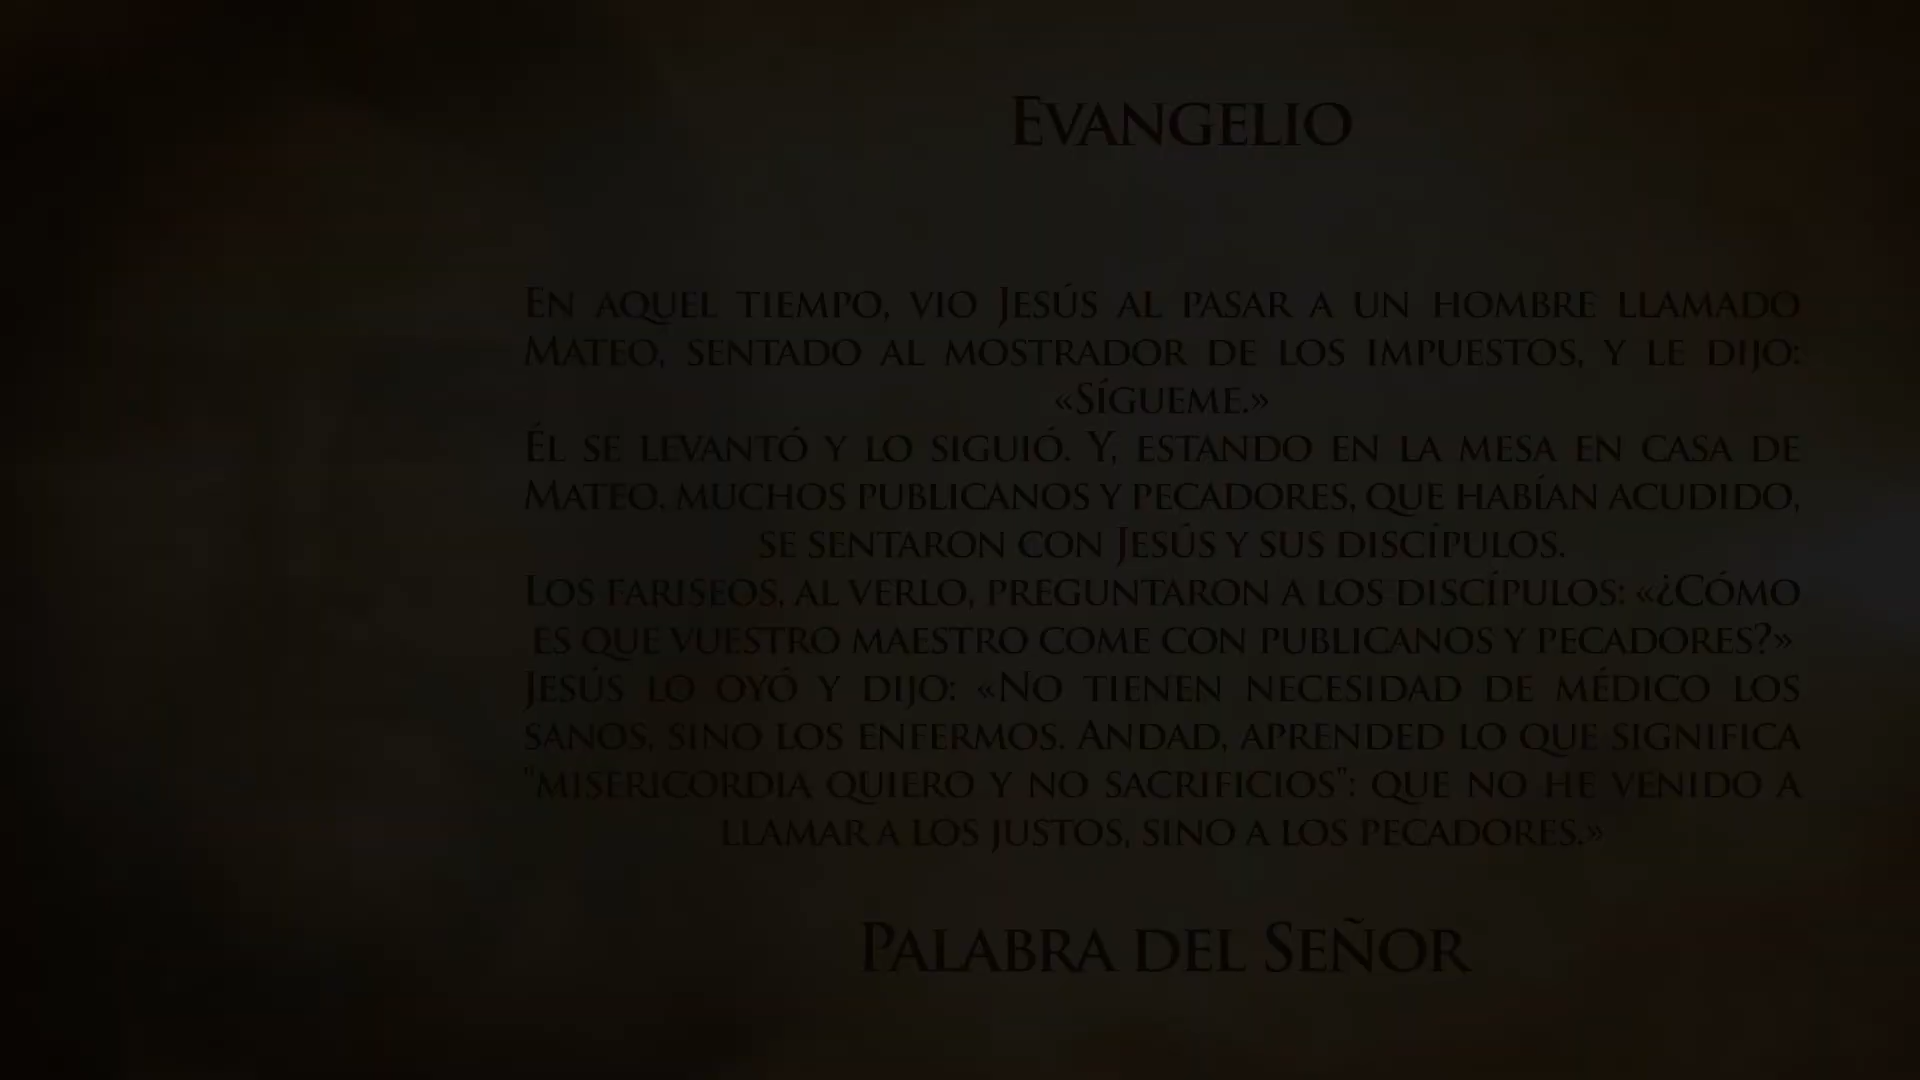 Evangelio
En aquel tiempo, vio Jesús al pasar a un hombre llamado
Mateo, sentado al mostrador de los impuestos, y le dijo:
«Sígueme.»
Él se levantó y lo siguió. Y, estando en la mesa en casa de
Mateo, muchos publicanos y pecadores, que habían acudido,
se sentaron con Jesús y sus discípulos.
Los fariseos, al verlo, preguntaron a los discípulos: «¿Cómo
es que vuestro maestro come con publicanos y pecadores?»
Jesús lo oyó y dijo: «No tienen necesidad de médico los
sanos, sino los enfermos. Andad, aprended lo que significa
"misericordia quiero y no sacrificios": que no he venido a
llamar a los justos, sino a los pecadores.»
Palabra del Señor